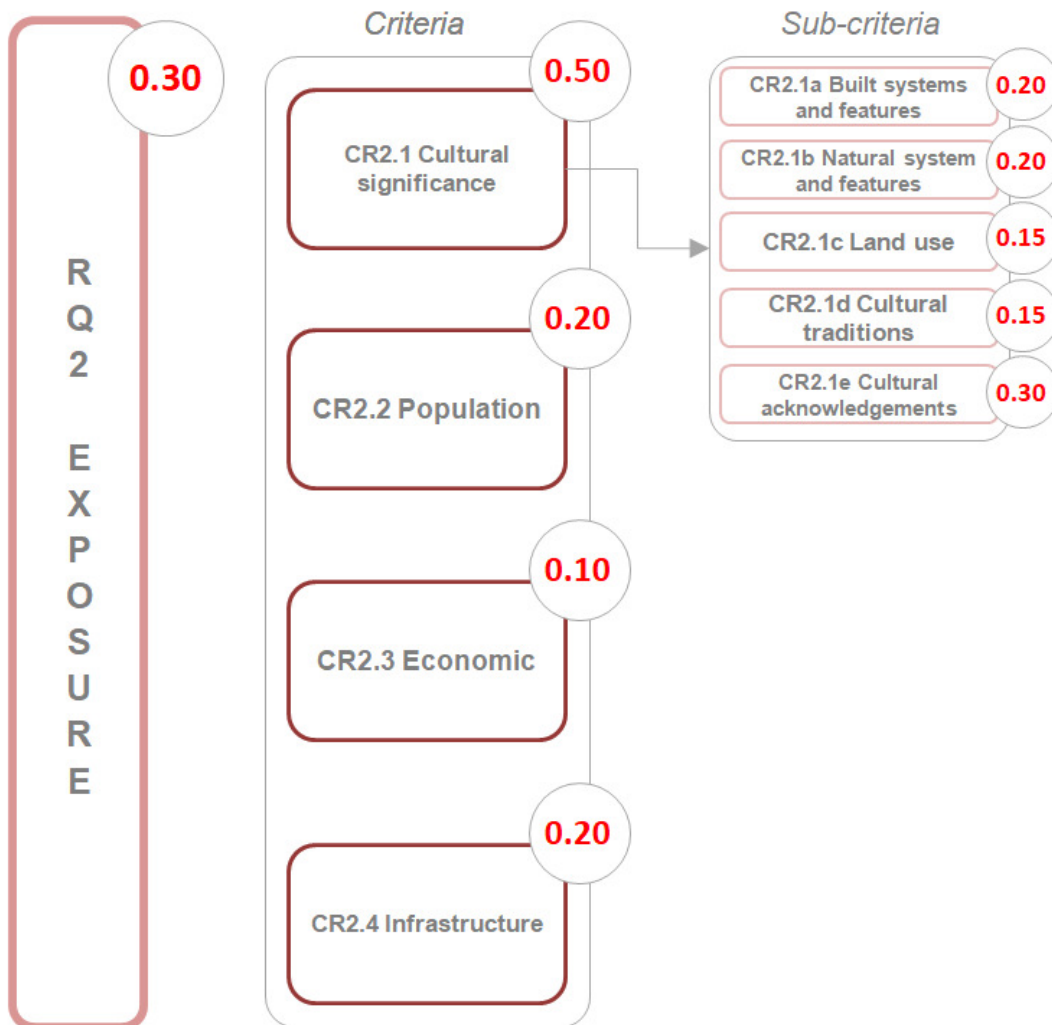 RQ2 EXPOSURE
0.30
Criteria
0.50
CR2.1 Cultural
significance
0.20
CR2.2 Population
0.10
CR2.3 Economic
0.20
CR2.4 Infrastructure
Sub-criteria
CR2.1a Built systems
and features
0.20
CR2.1b Natural system
and features
0.20
CR2.1c Land use
0.15
CR2.1d Cultural
traditions
0.15
CR2.1e Cultural
acknowledgements
0.30